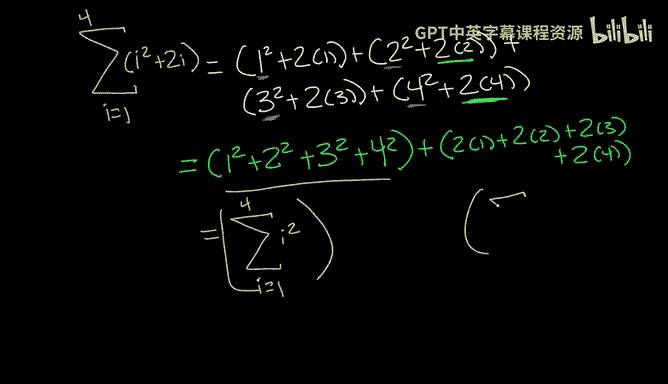 GPT中英字幕课程资源 bilibili
4
∑(i²+2i) = (1²+2(1)+(2²+2(2))+
i=1
(3²+2(3))+(4²+2(4))
=(1²+2²+3²+4²)+(2(1)+2(2)+2(3)
+2(4))
4
=(∑ i²) (
i=1